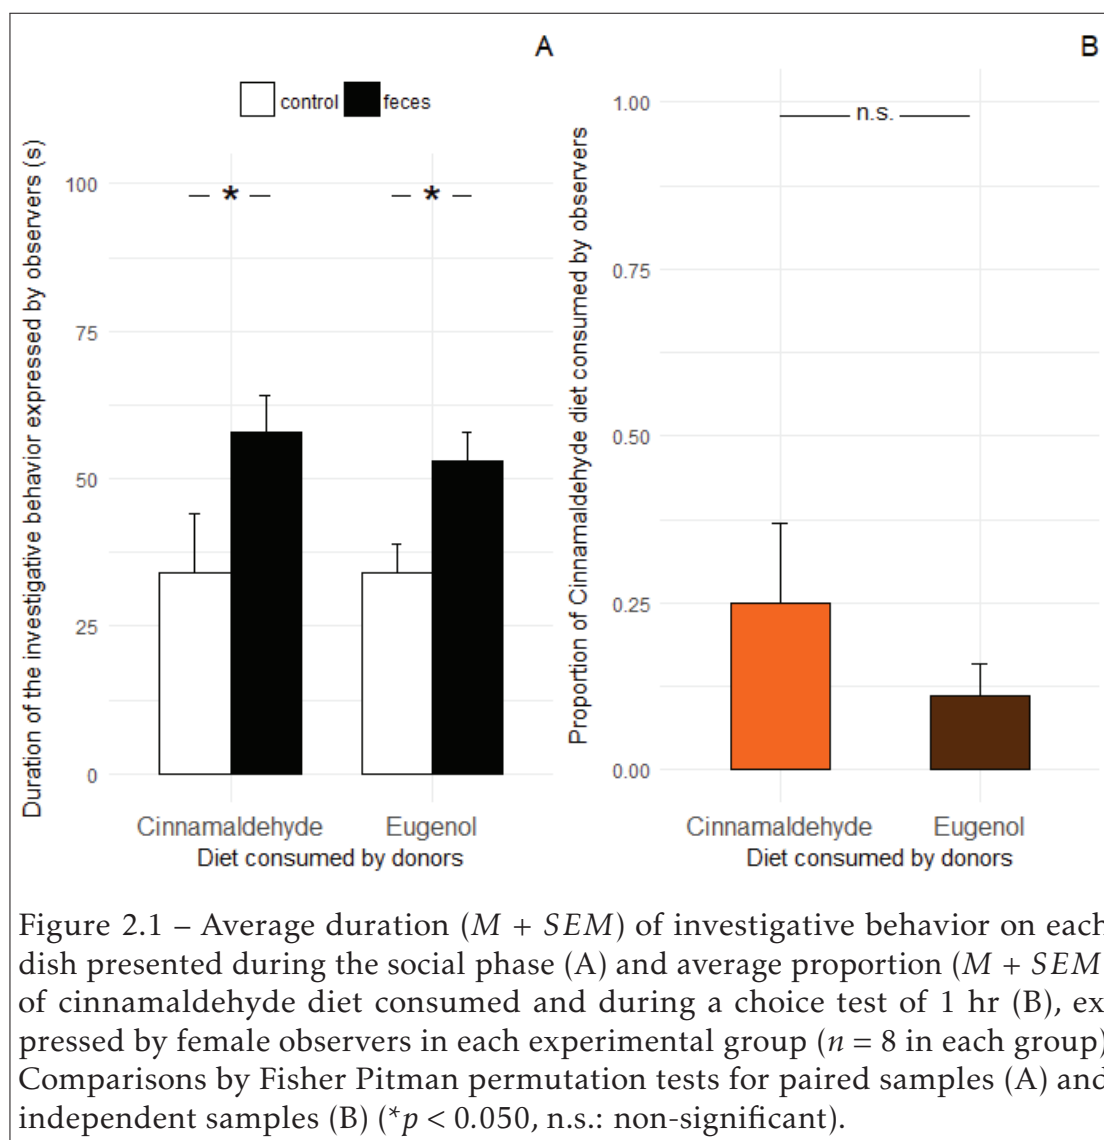 A
control feces
Duration of the investigative behavior expressed by observers (s)
100
75
50
25
0
* *
Cinnamaldehyde Eugenol
Diet consumed by donors
B
Proportion of Cinnamaldehyde diet consumed by observers
1.00
0.75
0.50
0.25
0.00
n.s.
Cinnamaldehyde Eugenol
Diet consumed by donors
Figure 2.1 – Average duration (M + SEM) of investigative behavior on each
dish presented during the social phase (A) and average proportion (M + SEM
of cinnamaldehyde diet consumed and during a choice test of 1 hr (B), ex
pressed by female observers in each experimental group (n = 8 in each group)
Comparisons by Fisher Pitman permutation tests for paired samples (A) and
independent samples (B) (*p < 0.050, n.s.: non-significant).